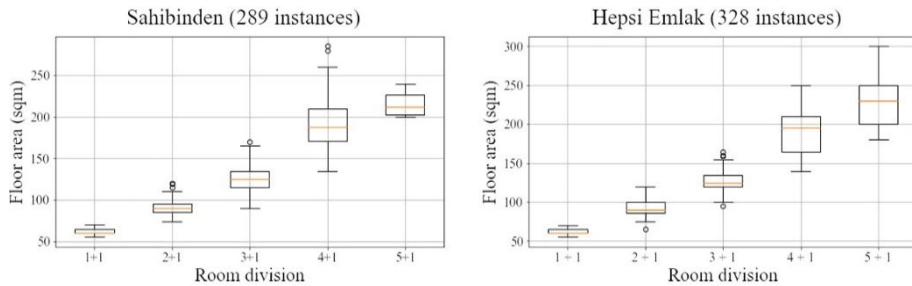 Sahibinden (289 instances)
Floor area (sqm)
250
200
150
100
50
1+1 2+1 3+1 4+1 5+1
Room division
Hepsi Emlak (328 instances)
Floor area (sqm)
300
250
200
150
100
50
1 + 1 2 + 1 3 + 1 4 + 1 5 + 1
Room division